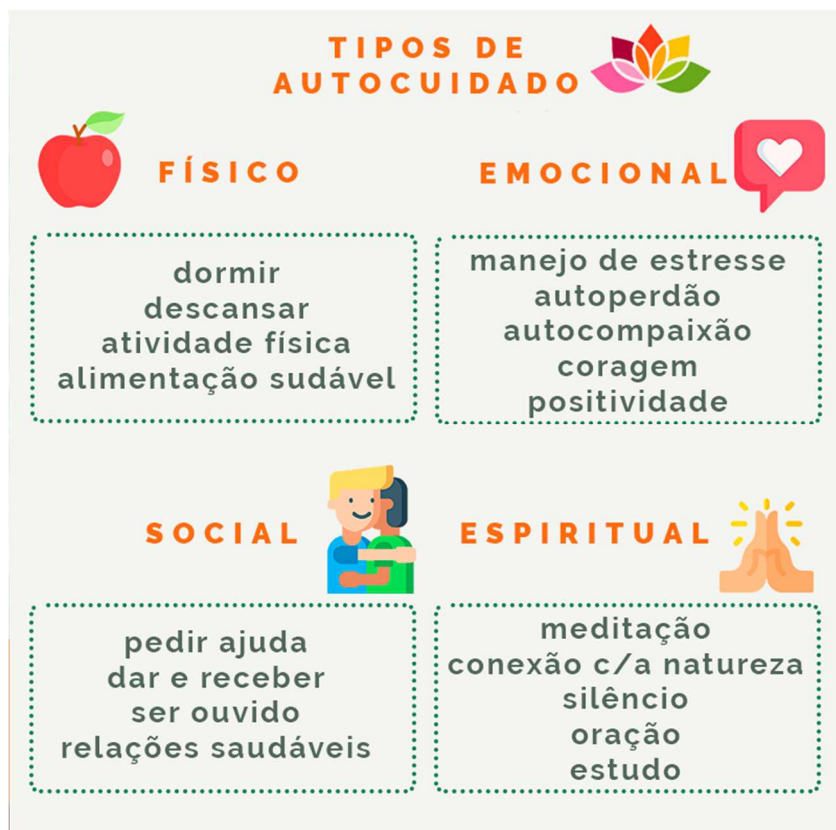 TIPOS DE
AUTOCUIDADO
FÍSICO
dormir
descansar
atividade física
alimentação sudável
EMOCIONAL
manejo de estresse
autoperdão
autocompaixão
coragem
positividade
SOCIAL
pedir ajuda
dar e receber
ser ouvido
relações saudáveis
ESPIRITUAL
meditação
conexão c/a natureza
silêncio
oração
estudo